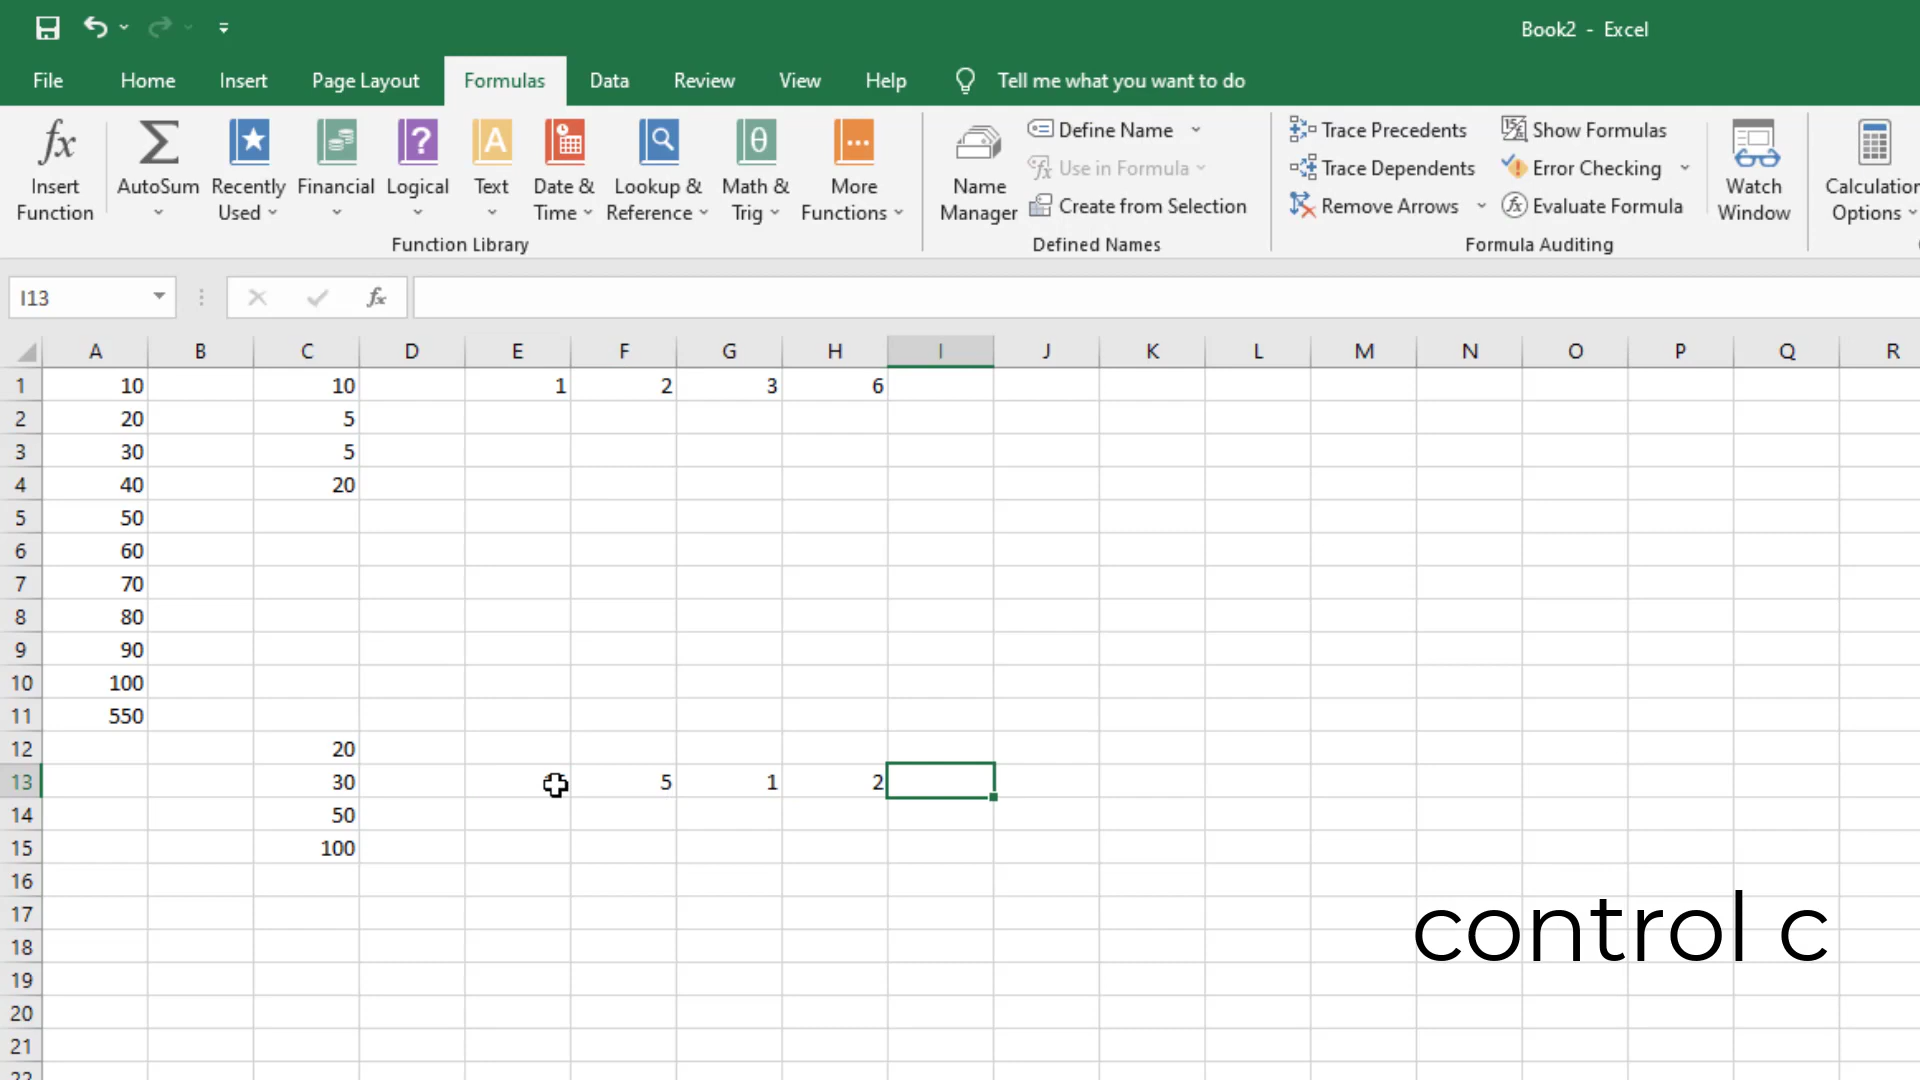 Book2 - Excel
File Home Insert Page Layout Formulas Data Review View Help Tell me what you want to do
Insert Function
AutoSum
Recently Used
Financial
Logical
Text
Date & Time
Lookup & Reference
Math & Trig
More Functions
Function Library
Name Manager
Define Name
Use in Formula
Create from Selection
Defined Names
Trace Precedents
Trace Dependents
Remove Arrows
Show Formulas
Error Checking
Evaluate Formula
Formula Auditing
Watch Window
Calculation Options
I13 fx
A B C D E F G H I J K L M N O P Q R
1 10 10 1 2 3 6
2 20 5
3 30 5
4 40 20
5 50
6 60
7 70
8 80
9 90
10 100
11 550
12 20
13 30 5 1 2
14 50
15 100
16
17
18
19
20
21
control c